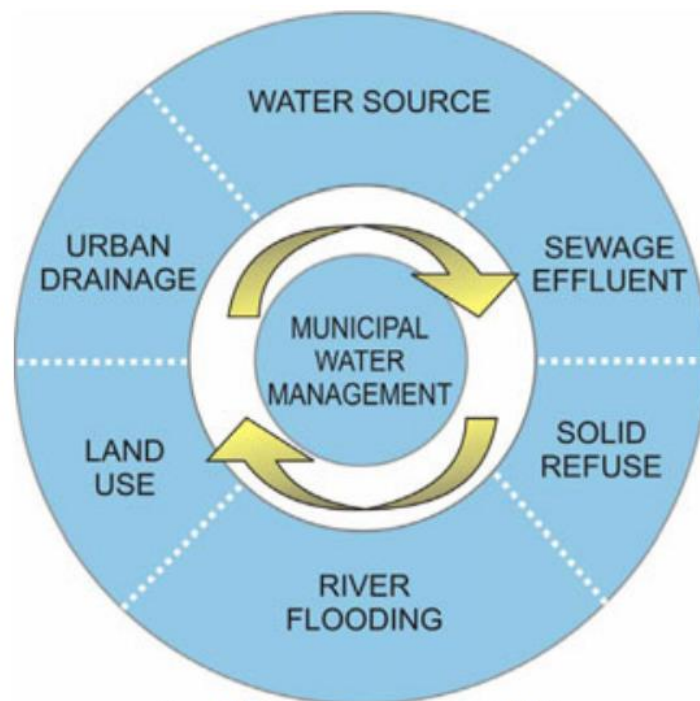 WATER SOURCE
SEWAGE
EFFLUENT
SOLID
REFUSE
RIVER
FLOODING
LAND
USE
URBAN
DRAINAGE
MUNICIPAL
WATER
MANAGEMENT